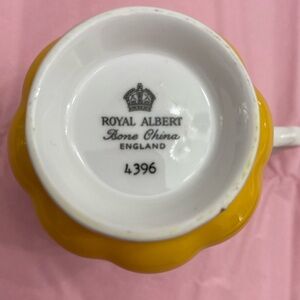 ROYAL ALBERT
Bone China
ENGLAND
4396